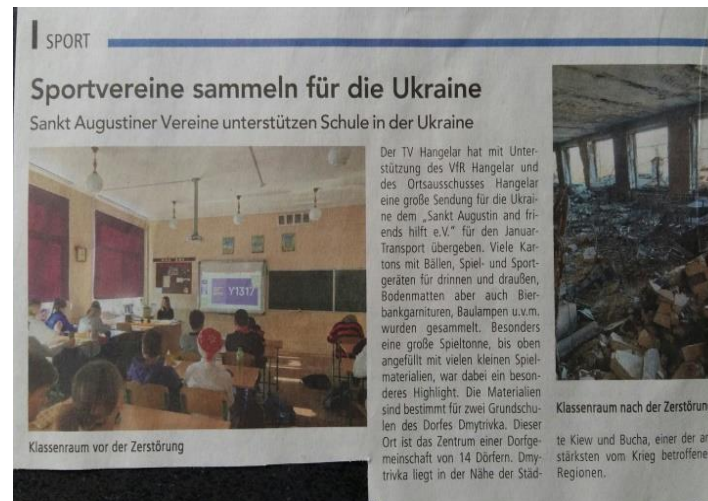 SPORT
Sportvereine sammeln für die Ukraine
Sankt Augustiner Vereine unterstützen Schule in der Ukraine
Y1317
Klassenraum vor der Zerstörung
Der TV Hangelar hat mit Unter-
stützung des VfR Hangelar und
des Ortsausschusses Hangelar
eine große Sendung für die Ukrai-
ne dem „Sankt Augustin and fri-
ends hilft e.V.“ für den Januar-
Transport übergeben. Viele Kar-
tons mit Bällen, Spiel- und Sport-
geräten für drinnen und draußen,
Bodenmatten aber auch Bier-
bankgarnituren, Baulampen u.v.m.
wurden gesammelt. Besonders
eine große Spieltonne, bis oben
angefüllt mit vielen kleinen Spiel-
materialien, war dabei ein beson-
deres Highlight. Die Materialien
sind bestimmt für zwei Grundschu-
len des Dorfes Dmytrivka. Dieser
Ort ist das Zentrum einer Dorfge-
meinschaft von 14 Dörfern. Dmy-
trivka liegt in der Nähe der Städ-
Klassenraum nach der Zerstörun
te Kiew und Bucha, einer der
stärksten vom Krieg betroffene
Regionen.